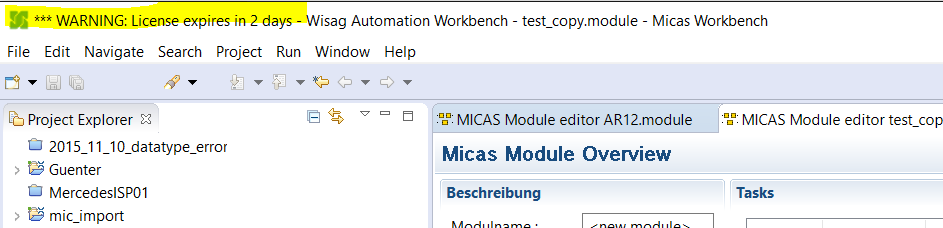 *** WARNING: License expires in 2 days - Wisag Automation Workbench - test_copy.module - Micas Workbench
File Edit Navigate Search Project Run Window Help
Project Explorer
MICAS Module editor AR12.module
MICAS Module editor test_cop
2015_11_10_datatype_error
Guenter
MercedesISP01
mic_import
Micas Module Overview
Beschreibung
Tasks
Modulname :
<new module>